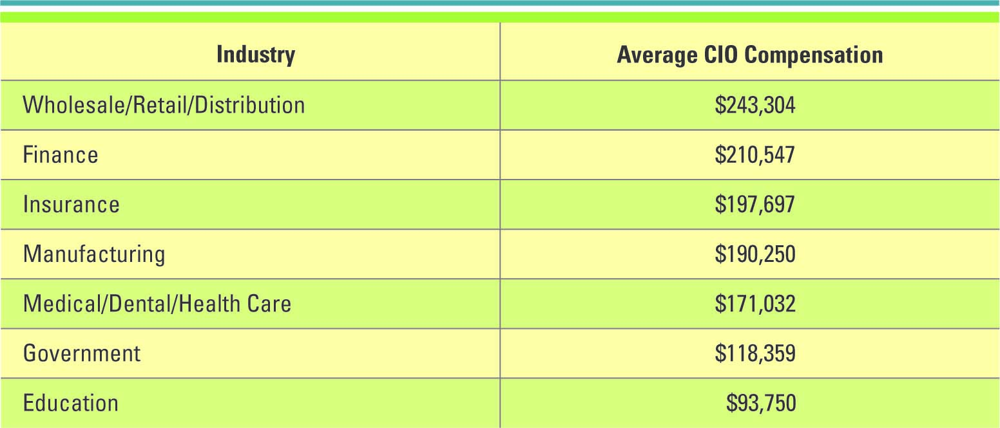 Industry Average CIO Compensation
Wholesale/Retail/Distribution $243,304
Finance $210,547
Insurance $197,697
Manufacturing $190,250
Medical/Dental/Health Care $171,032
Government $118,359
Education $93,750